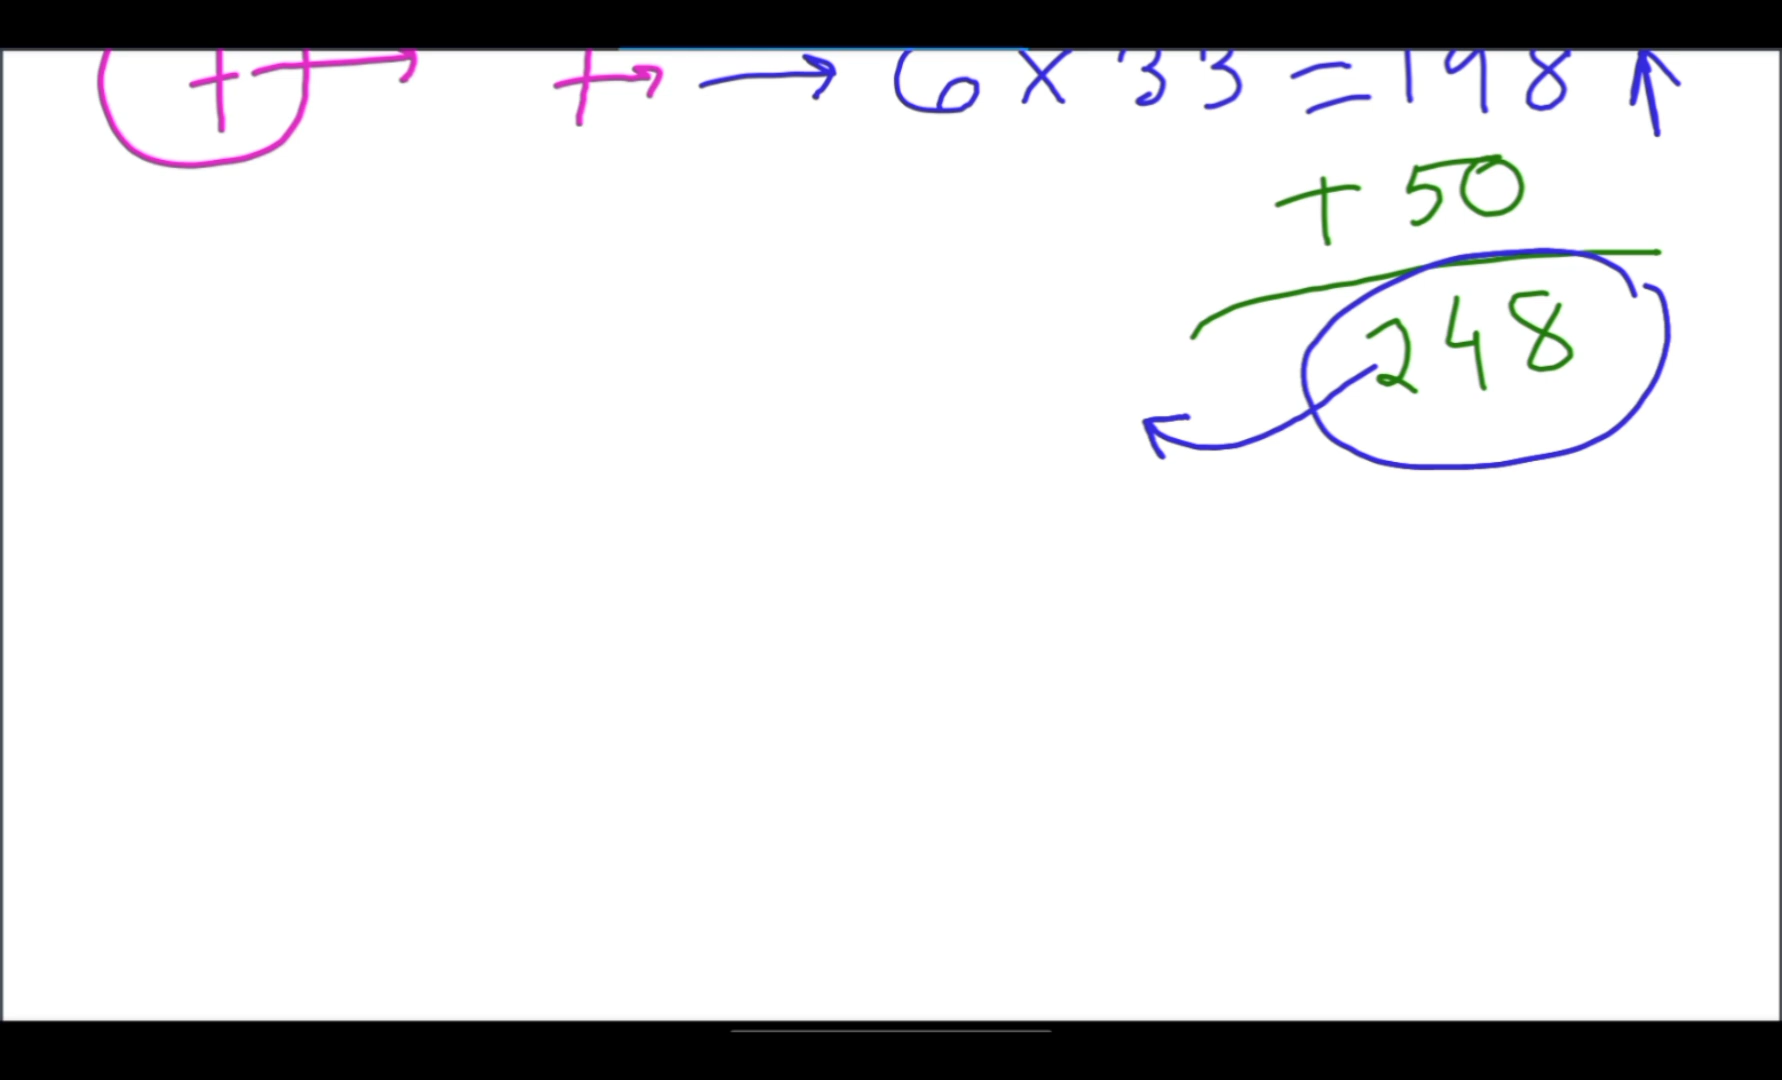 + → + → → 6 × 33 = 198 ↑
+ 50
248